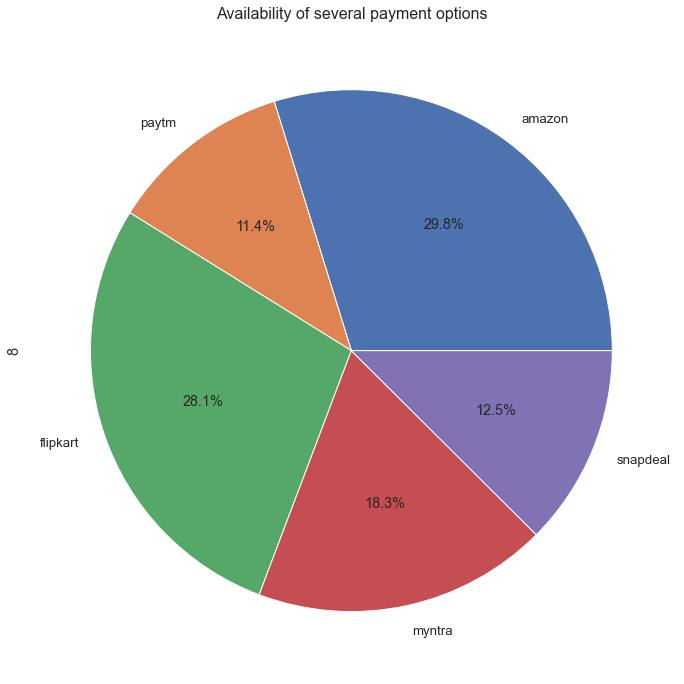 Availability of several payment options
amazon
paytm
29.8%
11.4%
8
28.1%
12.5%
flipkart
snapdeal
18.3%
myntra